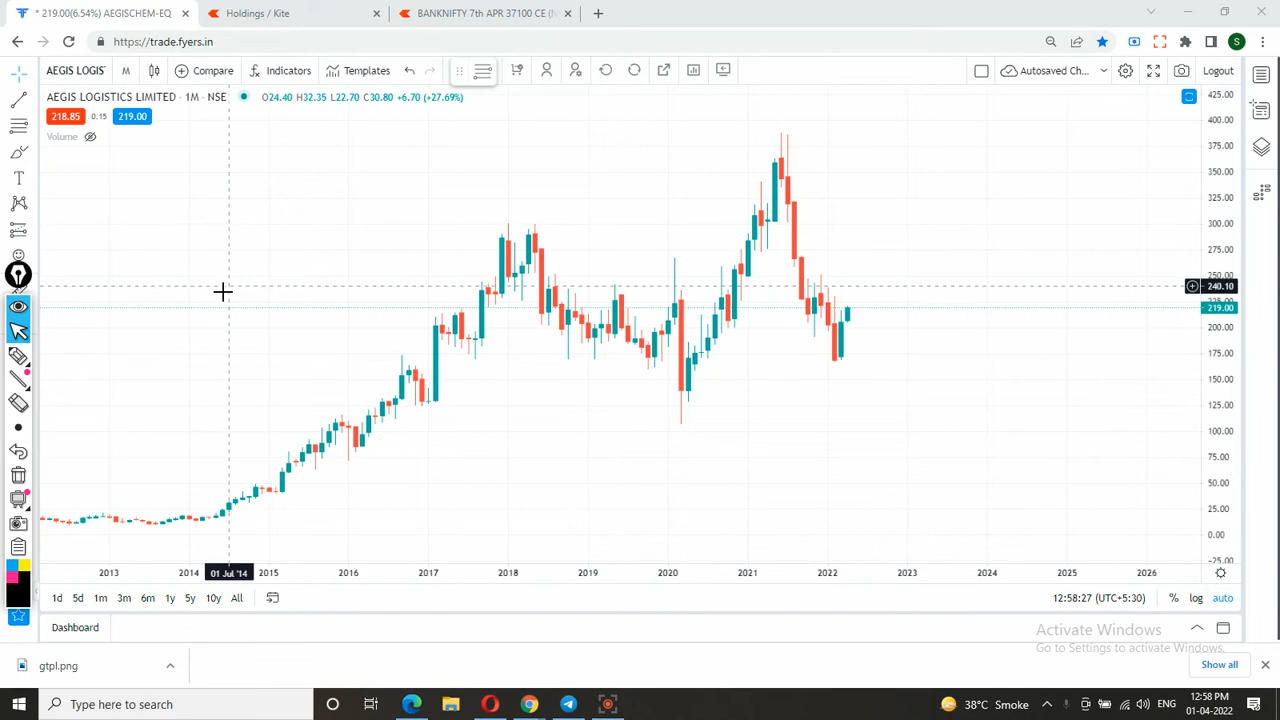 * 219.00(6.54%) AEGISCHEM-EQ
Holdings / Kite
BANKNIFTY 7th APR 37100 CE (N
https://trade.fyers.in
S
AEGIS LOGIS
M
Compare
Indicators
Templates
Autosaved Ch...
Logout
AEGIS LOGISTICS LIMITED · 1M · NSE
O24.40 H32.35 L22.70 C30.80 +6.70 (+27.69%)
218.85
0.15
219.00
Volume
425.00
400.00
375.00
350.00
325.00
300.00
275.00
250.00
240.10
225.00
219.00
200.00
175.00
150.00
125.00
100.00
75.00
50.00
25.00
0.00
-25.00
2013
2014
01 Jul '14
2015
2016
2017
2018
2019
2020
2021
2022
2023
2024
2025
2026
1d
5d
1m
3m
6m
1y
5y
10y
All
12:58:27 (UTC+5:30)
%
log
auto
Dashboard
Activate Windows
Go to Settings to activate Windows.
gtpl.png
Show all
Type here to search
38°C Smoke
ENG
12:58 PM
01-04-2022